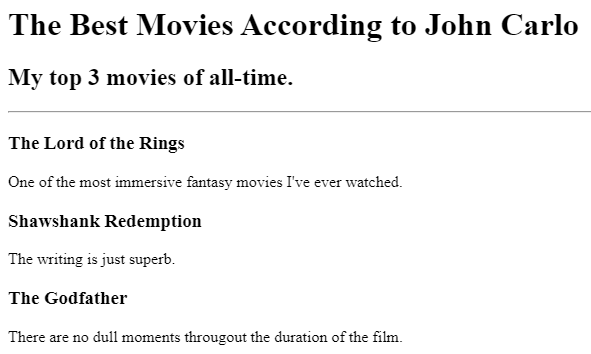 The Best Movies According to John Carlo
My top 3 movies of all-time.
The Lord of the Rings
One of the most immersive fantasy movies I've ever watched.
Shawshank Redemption
The writing is just superb.
The Godfather
There are no dull moments througout the duration of the film.